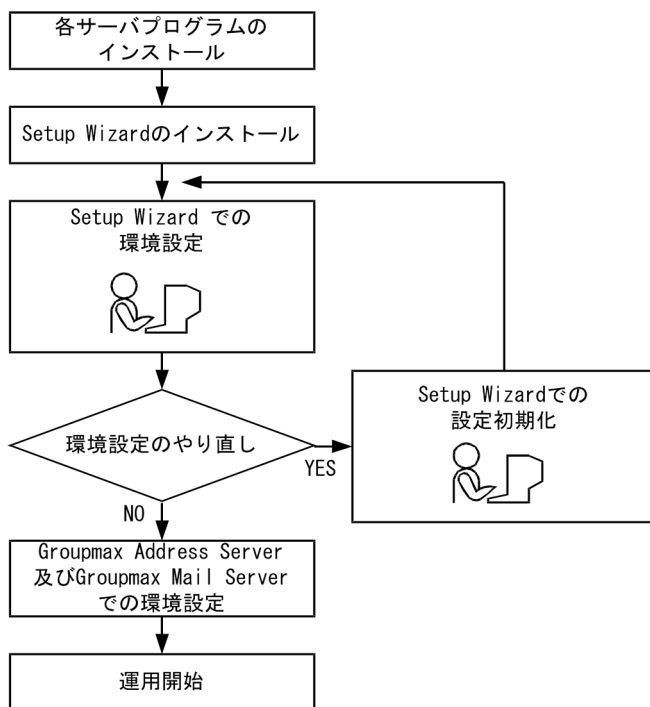 各サーバプログラムの
インストール
Setup Wizardのインストール
Setup Wizard での
環境設定
環境設定のやり直し
YES
Setup Wizardでの
設定初期化
NO
Groupmax Address Server
及びGroupmax Mail Server
での環境設定
運用開始